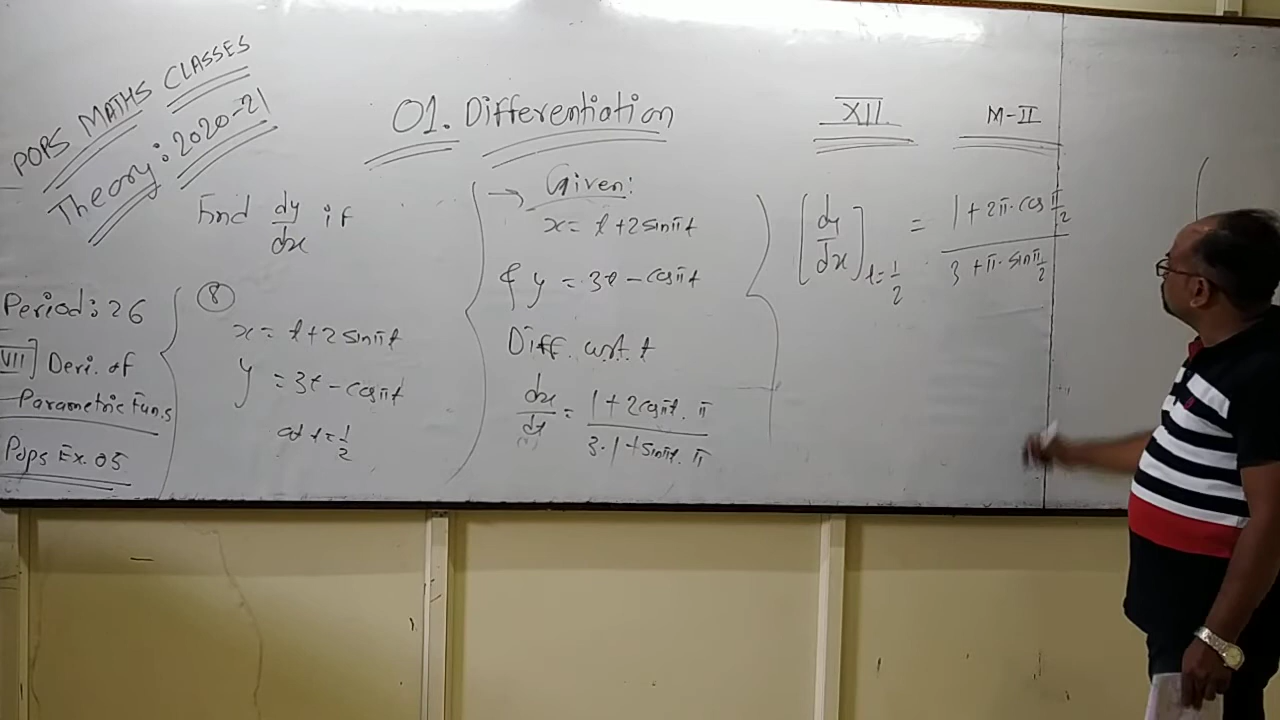 POPS MATHS CLASSES
Theory: 2020-21
01. Differentiation
XII
M-II
Find dy/dx if
Period: 26
VII] Deri. of
Parametric Fun.s
Pops Ex. 05
(8)
x = t + 2 sin πt
y = 3t - cos πt
at t = 1/2
→ Given:
x = t + 2 sin πt
& y = 3t - cos πt
Diff. w.r.t. t
dx/dt = 1 + 2 cos πt . π / 3.1 + sin πt . π
[dy/dx] t = 1/2 = 1 + 2π . cos π/2 / 3 + π . sin π/2